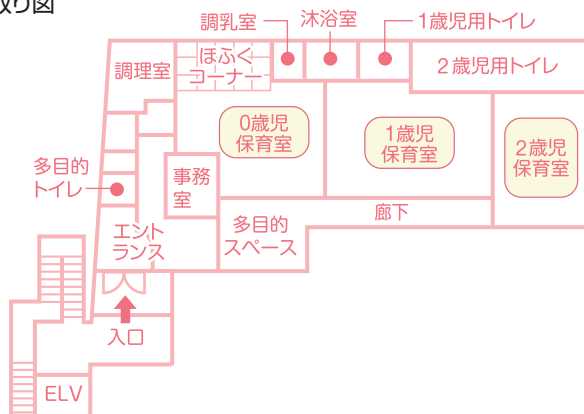 取り図
調乳室
沐浴室
1歳児用トイレ
調理室
ほふく
コーナー
2歳児用トイレ
0歳児
保育室
1歳児
保育室
2歳児
保育室
多目的
トイレ
事務
室
エント
ランス
多目的
スペース
廊下
入口
ELV